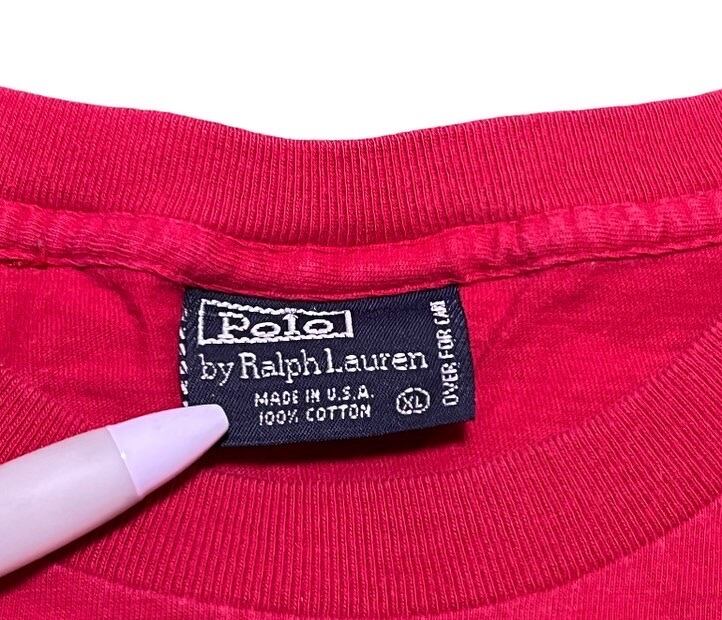 Polo
by Ralph Lauren
MADE IN U.S.A.
100% COTTON
XL
OVER FOR CARE